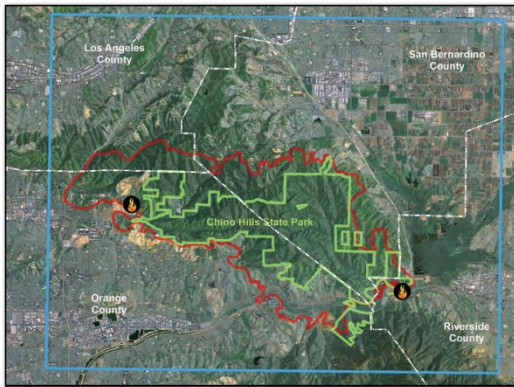 Los Angeles
County
San Bernardino
County
Chino Hills State Park
Orange
County
Riverside
County